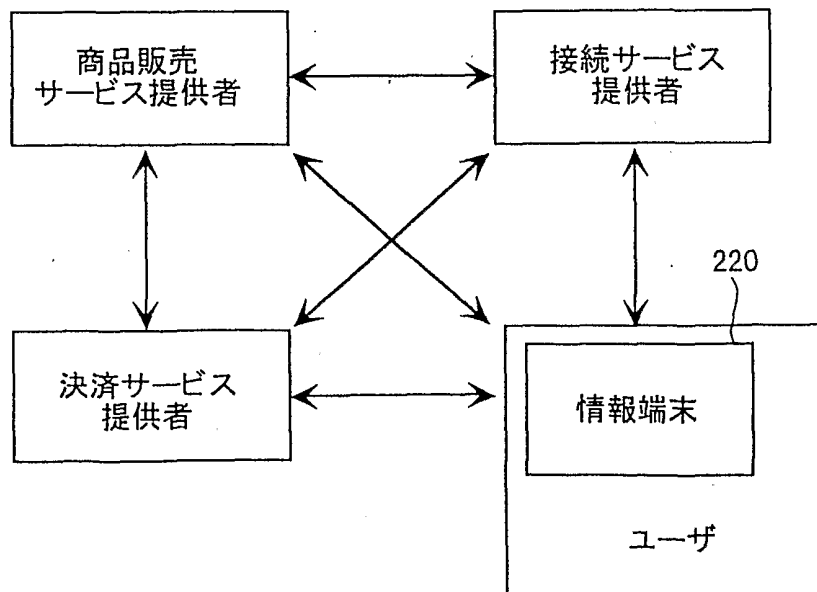 商品販売
サービス提供者
接続サービス
提供者
220
決済サービス
提供者
情報端末
ユーザ